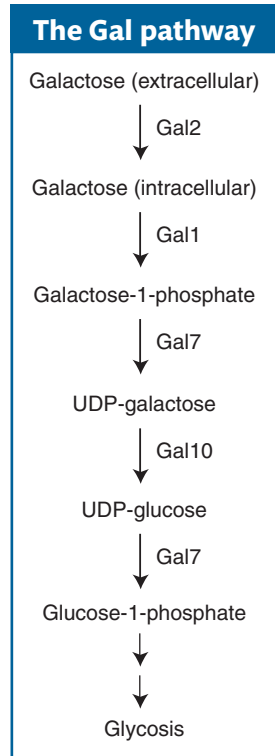 The Gal pathway
Galactose (extracellular)
Gal2
Galactose (intracellular)
Gal1
Galactose-1-phosphate
Gal7
UDP-galactose
Gal10
UDP-glucose
Gal7
Glucose-1-phosphate
Glycosis